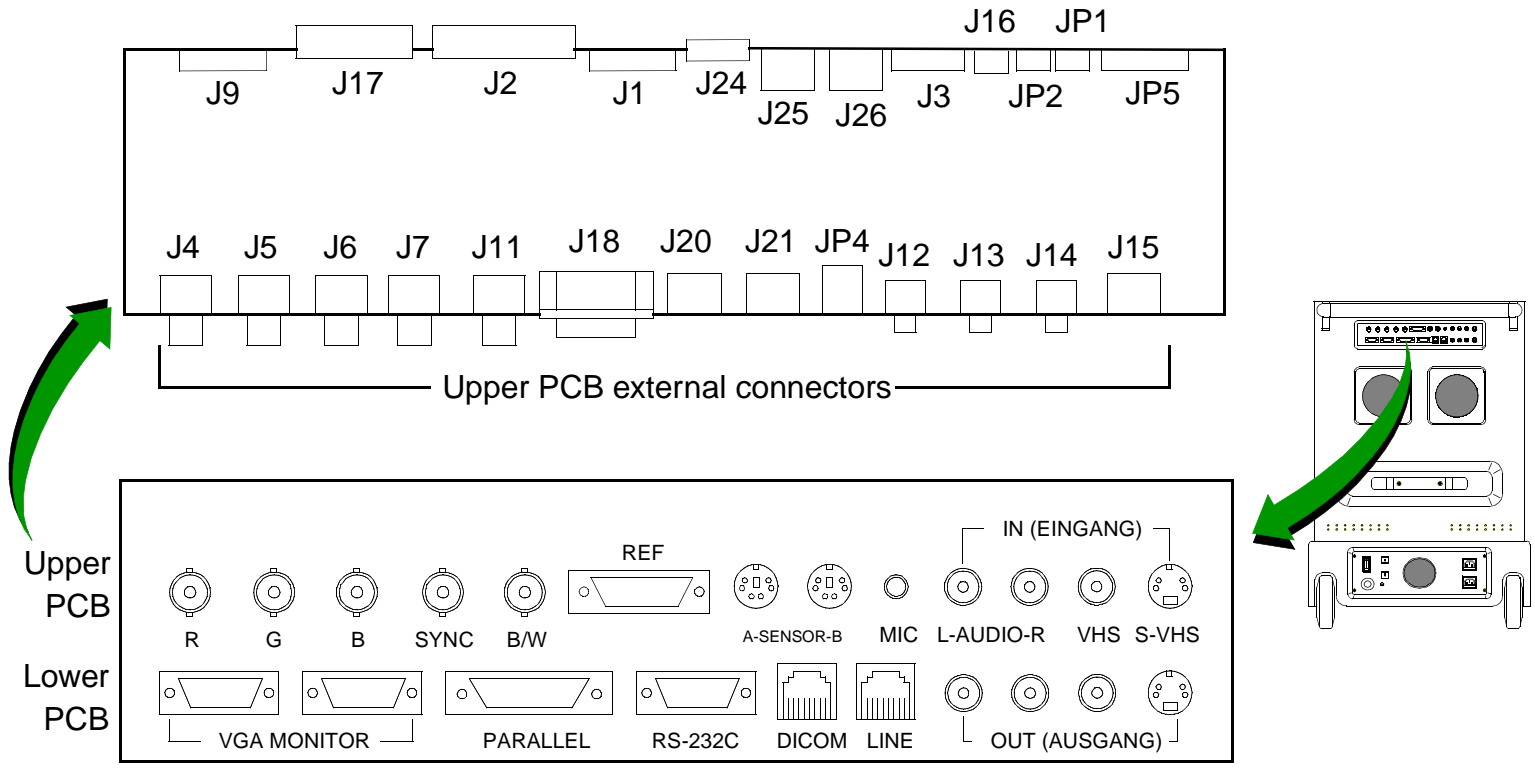 J16 JP1
J9 J17 J2 J1 J24 J25 J26 J3 JP2 JP5
J4 J5 J6 J7 J11 J18 J20 J21 JP4 J12 J13 J14 J15
Upper PCB external connectors
Upper
PCB
REF
IN (EINGANG)
R G B SYNC B/W A-SENSOR-B MIC L-AUDIO-R VHS S-VHS
Lower
PCB
VGA MONITOR PARALLEL RS-232C DICOM LINE OUT (AUSGANG)